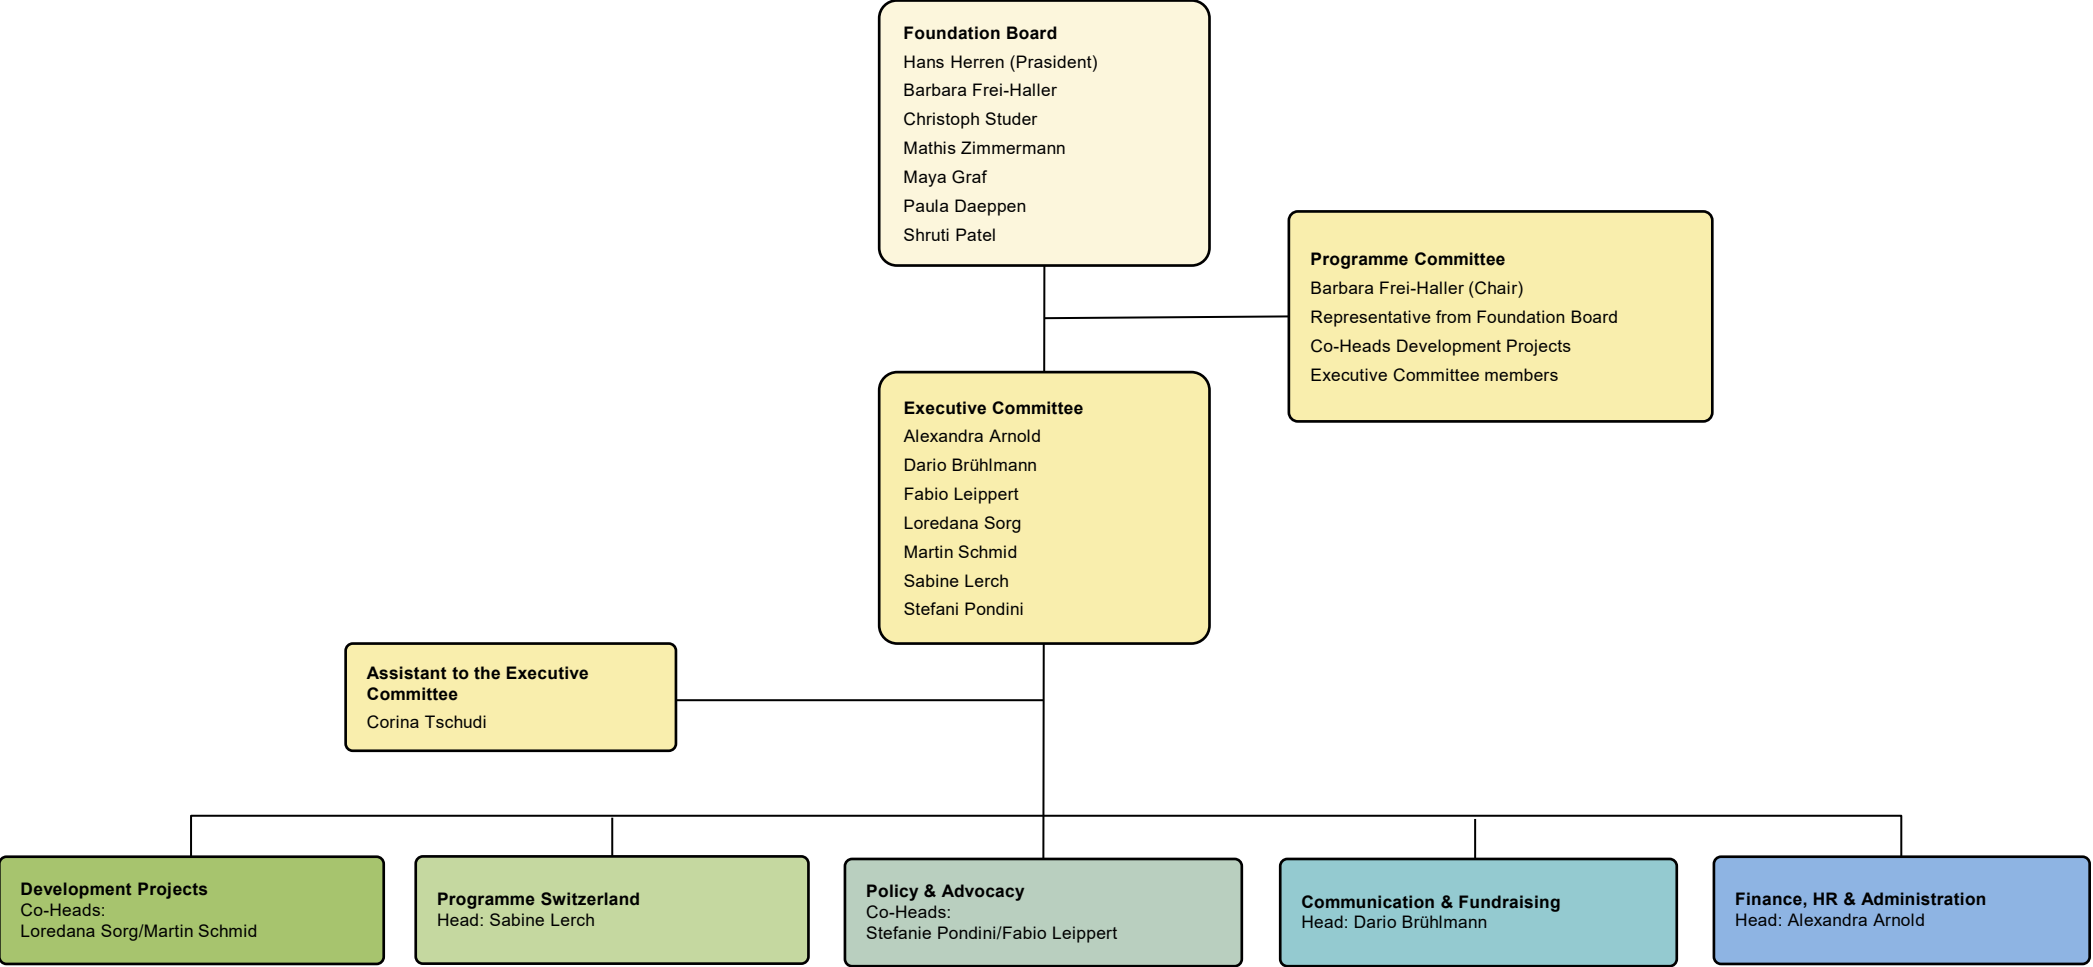 Foundation Board
Hans Herren (Prasident)
Barbara Frei-Haller
Christoph Studer
Mathis Zimmermann
Maya Graf
Paula Daeppen
Shruti Patel
Programme Committee
Barbara Frei-Haller (Chair)
Representative from Foundation Board
Co-Heads Development Projects
Executive Committee members
Executive Committee
Alexandra Arnold
Dario Brühlmann
Fabio Leippert
Loredana Sorg
Martin Schmid
Sabine Lerch
Stefani Pondini
Assistant to the Executive
Committee
Corina Tschudi
Development Projects
Co-Heads:
Loredana Sorg/Martin Schmid
Programme Switzerland
Head: Sabine Lerch
Policy & Advocacy
Co-Heads:
Stefanie Pondini/Fabio Leippert
Communication & Fundraising
Head: Dario Brühlmann
Finance, HR & Administration
Head: Alexandra Arnold